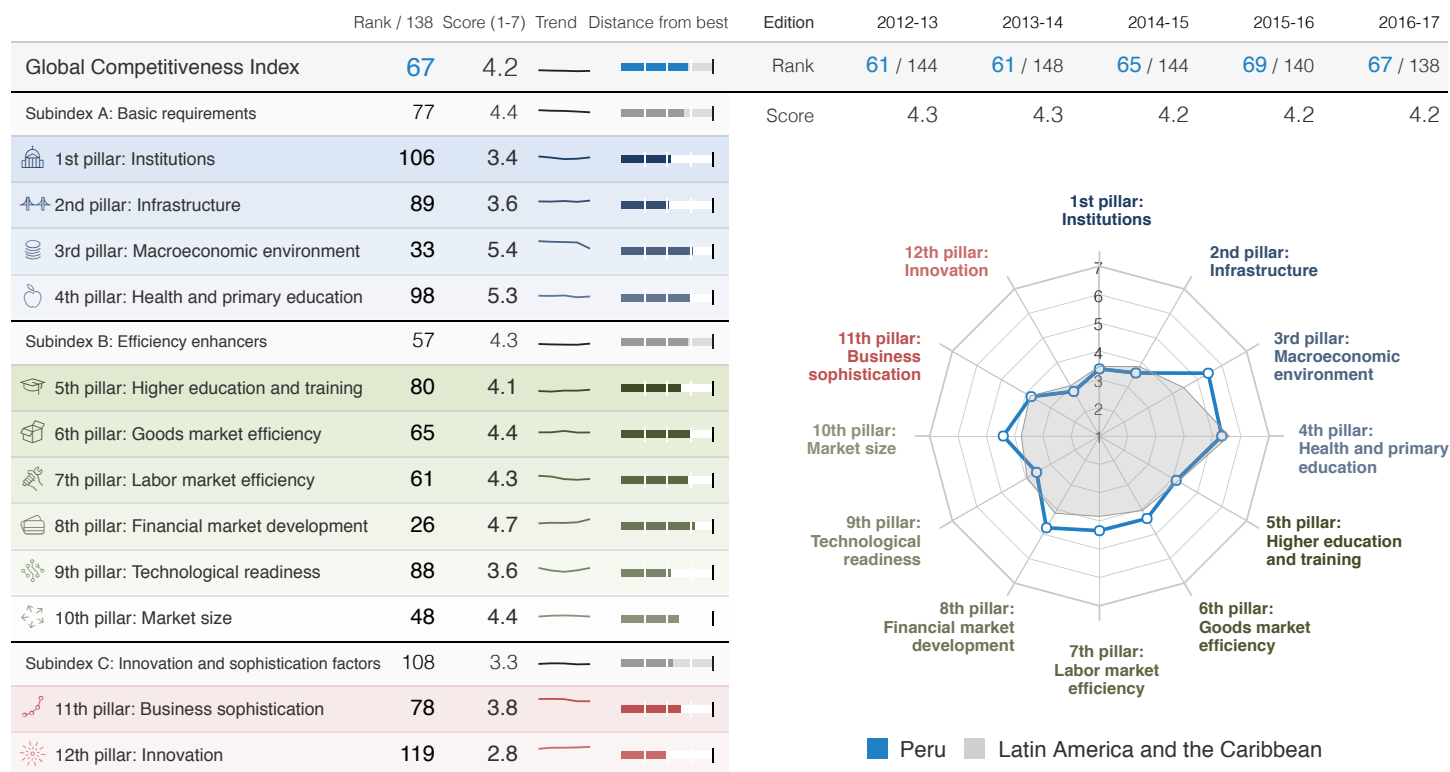 Rank / 138 Score (1-7) Trend Distance from best
Global Competitiveness Index 67 4.2
Subindex A: Basic requirements 77 4.4
1st pillar: Institutions 106 3.4
2nd pillar: Infrastructure 89 3.6
3rd pillar: Macroeconomic environment 33 5.4
4th pillar: Health and primary education 98 5.3
Subindex B: Efficiency enhancers 57 4.3
5th pillar: Higher education and training 80 4.1
6th pillar: Goods market efficiency 65 4.4
7th pillar: Labor market efficiency 61 4.3
8th pillar: Financial market development 26 4.7
9th pillar: Technological readiness 88 3.6
10th pillar: Market size 48 4.4
Subindex C: Innovation and sophistication factors 108 3.3
11th pillar: Business sophistication 78 3.8
12th pillar: Innovation 119 2.8
Edition 2012-13 2013-14 2014-15 2015-16 2016-17
Rank 61 / 144 61 / 148 65 / 144 69 / 140 67 / 138
Score 4.3 4.3 4.2 4.2 4.2
1st pillar:
Institutions
2nd pillar:
Infrastructure
3rd pillar:
Macroeconomic
environment
4th pillar:
Health and primary
education
5th pillar:
Higher education
and training
6th pillar:
Goods market
efficiency
7th pillar:
Labor market
efficiency
8th pillar:
Financial market
development
9th pillar:
Technological
readiness
10th pillar:
Market size
11th pillar:
Business
sophistication
12th pillar:
Innovation
7
6
5
4
3
2
1
Peru Latin America and the Caribbean